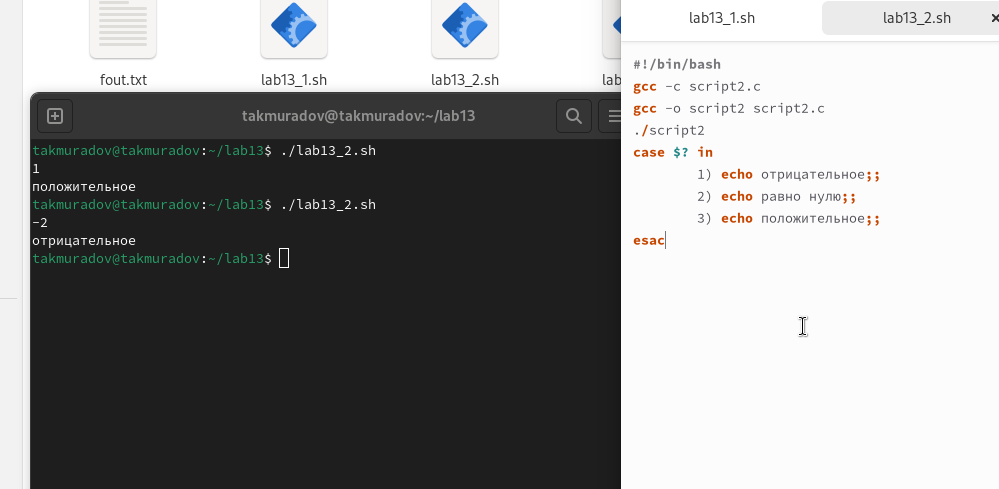 fout.txt
lab13_1.sh
lab13_2.sh
lab
takmuradov@takmuradov:~/lab13
takmuradov@takmuradov:~/lab13$ ./lab13_2.sh
1
положительное
takmuradov@takmuradov:~/lab13$ ./lab13_2.sh
-2
отрицательное
takmuradov@takmuradov:~/lab13$
lab13_1.sh
lab13_2.sh
#!/bin/bash
gcc -c script2.c
gcc -o script2 script2.c
./script2
case $? in
1) echo отрицательное;;
2) echo равно нулю;;
3) echo положительное;;
esac